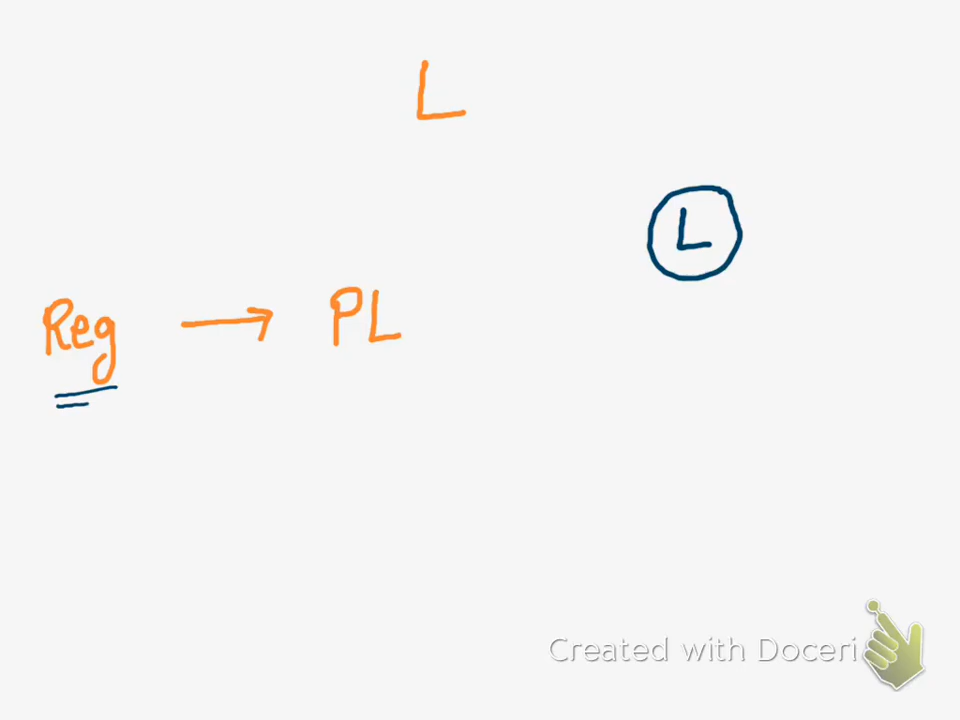 L
L
Reg → PL
Created with Doceri